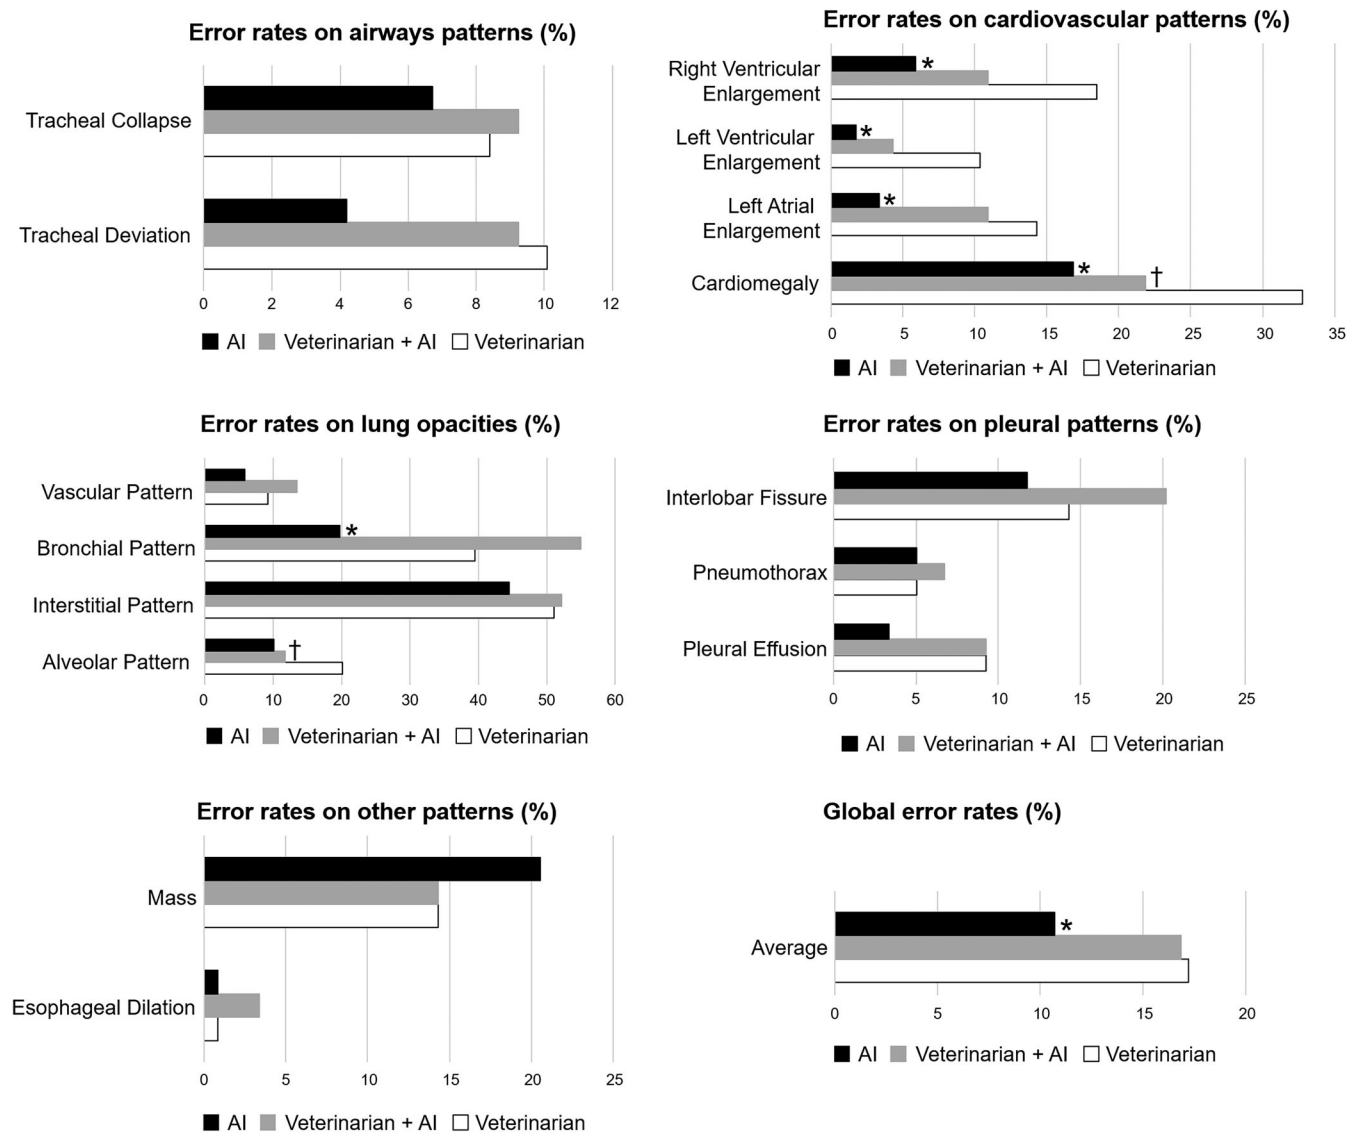 Error rates on airways patterns (%)
Tracheal Collapse
Tracheal Deviation
0 2 4 6 8 10 12
AI Veterinarian + AI Veterinarian
Error rates on cardiovascular patterns (%)
Right Ventricular
Enlargement
*
Left Ventricular
Enlargement
*
Left Atrial
Enlargement
*
Cardiomegaly
* †
0 5 10 15 20 25 30 35
AI Veterinarian + AI Veterinarian
Error rates on lung opacities (%)
Vascular Pattern
Bronchial Pattern *
Interstitial Pattern
Alveolar Pattern †
0 10 20 30 40 50 60
AI Veterinarian + AI Veterinarian
Error rates on pleural patterns (%)
Interlobar Fissure
Pneumothorax
Pleural Effusion
0 5 10 15 20 25
AI Veterinarian + AI Veterinarian
Error rates on other patterns (%)
Mass
Esophageal Dilation
0 5 10 15 20 25
AI Veterinarian + AI Veterinarian
Global error rates (%)
Average *
0 5 10 15 20
AI Veterinarian + AI Veterinarian